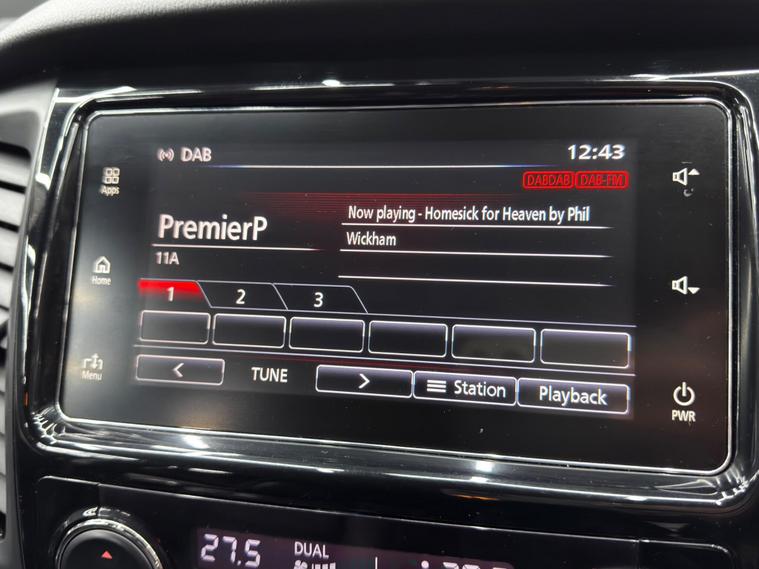 DAB
12:43
Apps
DABDAB DAB-FM
PremierP
Now playing - Homesick for Heaven by Phil
Wickham
11A
Home
1 2 3
Menu
< TUNE > Station Playback
PWR
27.5 DUAL